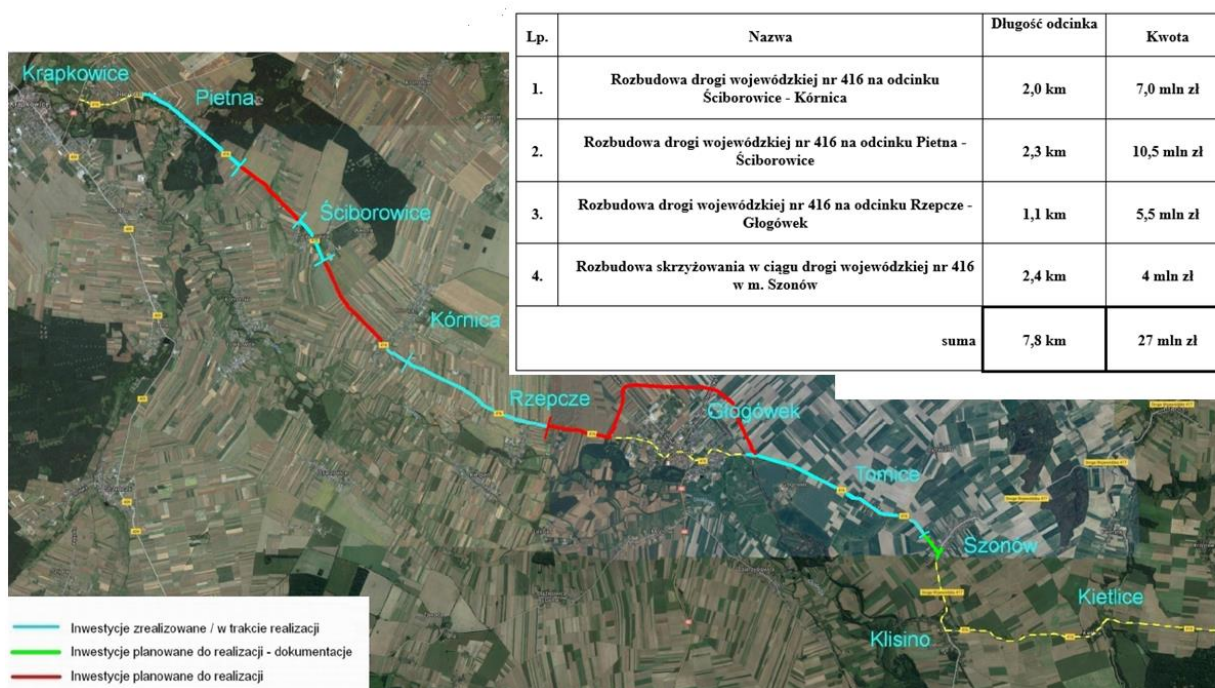 Lp.
Nazwa
Długość odcinka
Kwota
1.
Rozbudowa drogi wojewódzkiej nr 416 na odcinku
Ściborowice - Kórnica
2,0 km
7,0 mln zł
2.
Rozbudowa drogi wojewódzkiej nr 416 na odcinku Pietna -
Ściborowice
2,3 km
10,5 mln zł
3.
Rozbudowa drogi wojewódzkiej nr 416 na odcinku Rzepcze -
Głogówek
1,1 km
5,5 mln zł
4.
Rozbudowa skrzyżowania w ciągu drogi wojewódzkiej nr 416
w m. Szonów
2,4 km
4 mln zł
suma
7,8 km
27 mln zł
Krapkowice
Pietna
Ściborowice
Kórnica
Rzepcze
Głogówek
Tomice
Szonów
Kietlice
Klisino
Inwestycje zrealizowane / w trakcie realizacji
Inwestycje planowane do realizacji - dokumentacje
Inwestycje planowane do realizacji